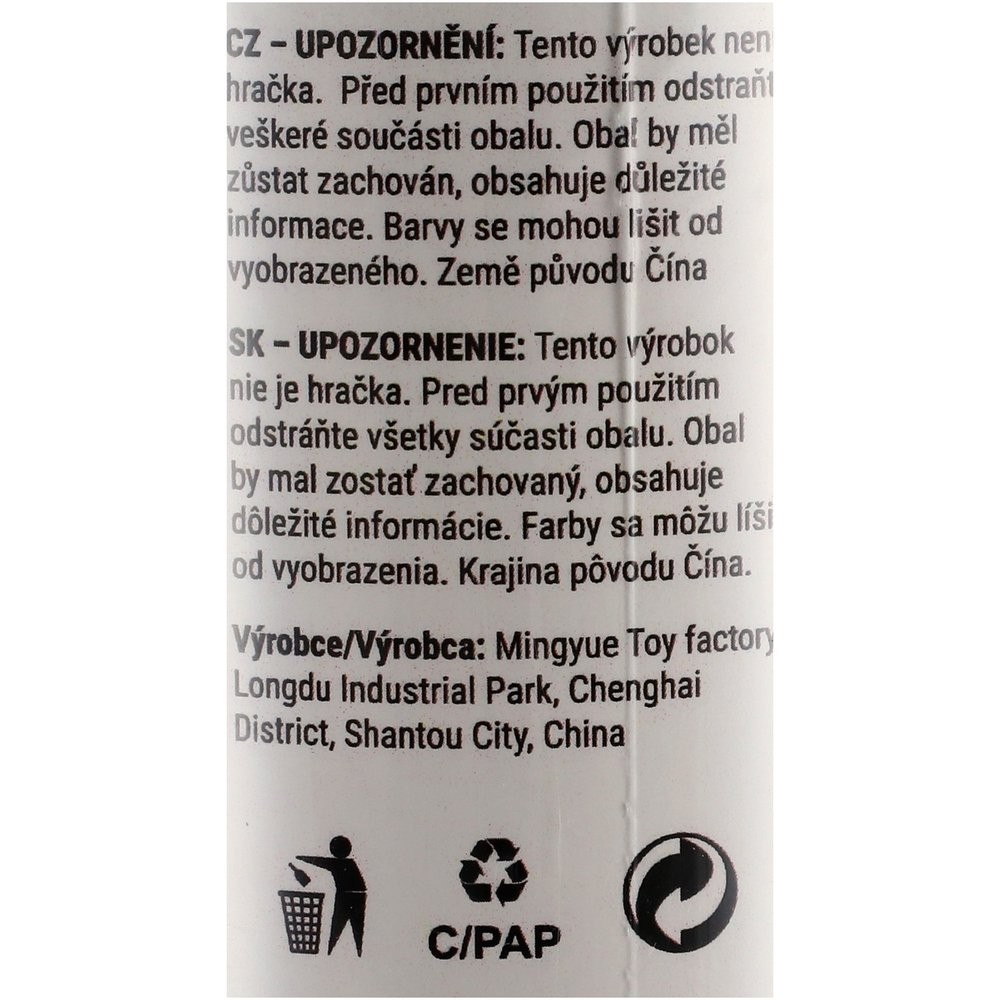 CZ – UPOZORNĚNÍ: Tento výrobek nen
hračka. Před prvním použitím odstraňt
veškeré součásti obalu. Obal by měl
zůstat zachován, obsahuje důležité
informace. Barvy se mohou lišit od
vyobrazeného. Země původu Čína
SK – UPOZORNENIE: Tento výrobok
nie je hračka. Pred prvým použitím
odstráňte všetky súčasti obalu. Obal
by mal zostať zachovaný, obsahuje
dôležité informácie. Farby sa môžu líši
od vyobrazenia. Krajina pôvodu Čína.
Výrobce/Výrobca: Mingyue Toy factory
Longdu Industrial Park, Chenghai
District, Shantou City, China
C/PAP